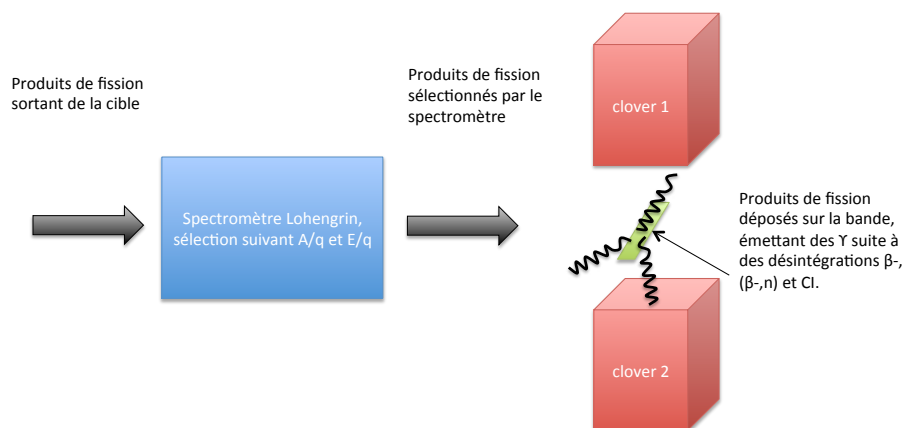 Produits de fission
sortant de la cible
Produits de fission
sélectionnés par le
spectromètre
clover 1
Spectromètre Lohengrin,
sélection suivant A/q et E/q
Produits de fission
déposés sur la bande,
émettant des ϒ suite à
des désintégrations β-,
(β-,n) et CI.
clover 2